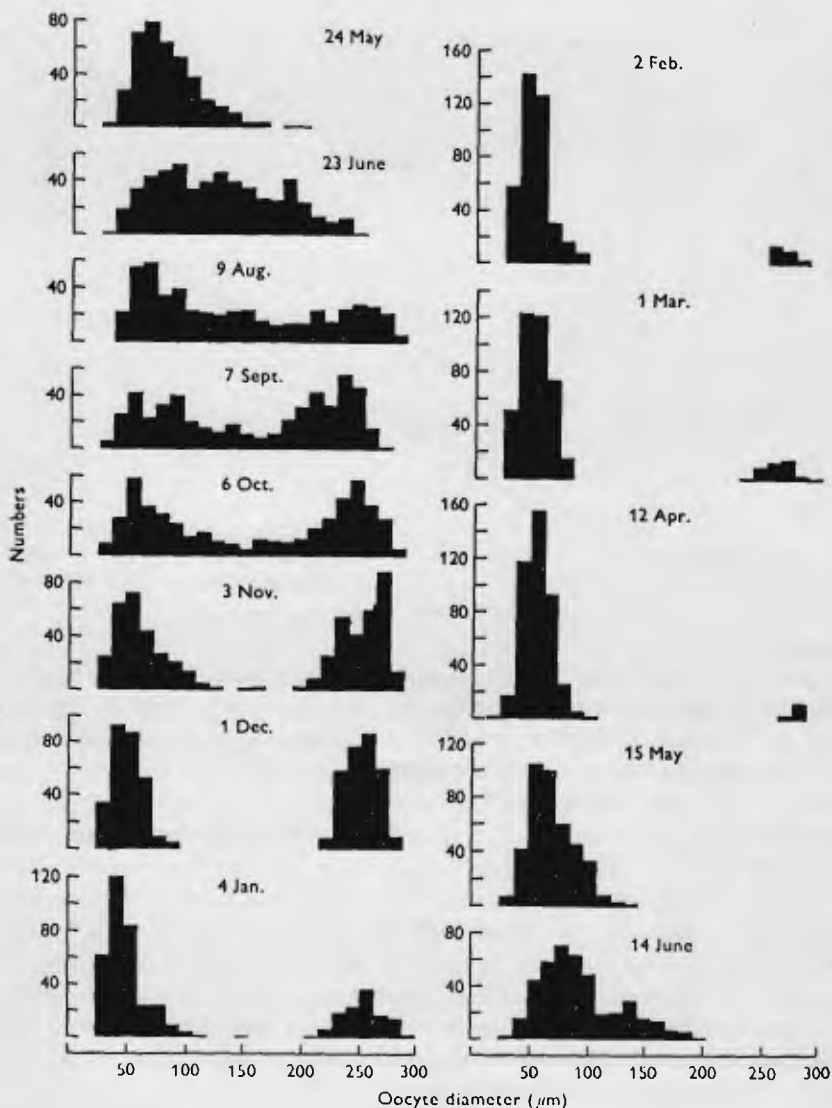 24 May
80
40
23 June
40
9 Aug.
40
7 Sept.
40
6 Oct.
40
3 Nov.
80
40
1 Dec.
80
40
4 Jan.
120
80
40
50
100
150
200
250
300
2 Feb.
160
120
80
40
1 Mar.
120
80
40
12 Apr.
160
120
80
40
15 May
120
80
40
14 June
80
40
0
50
100
150
200
250
300
Numbers
Oocyte diameter (μm)